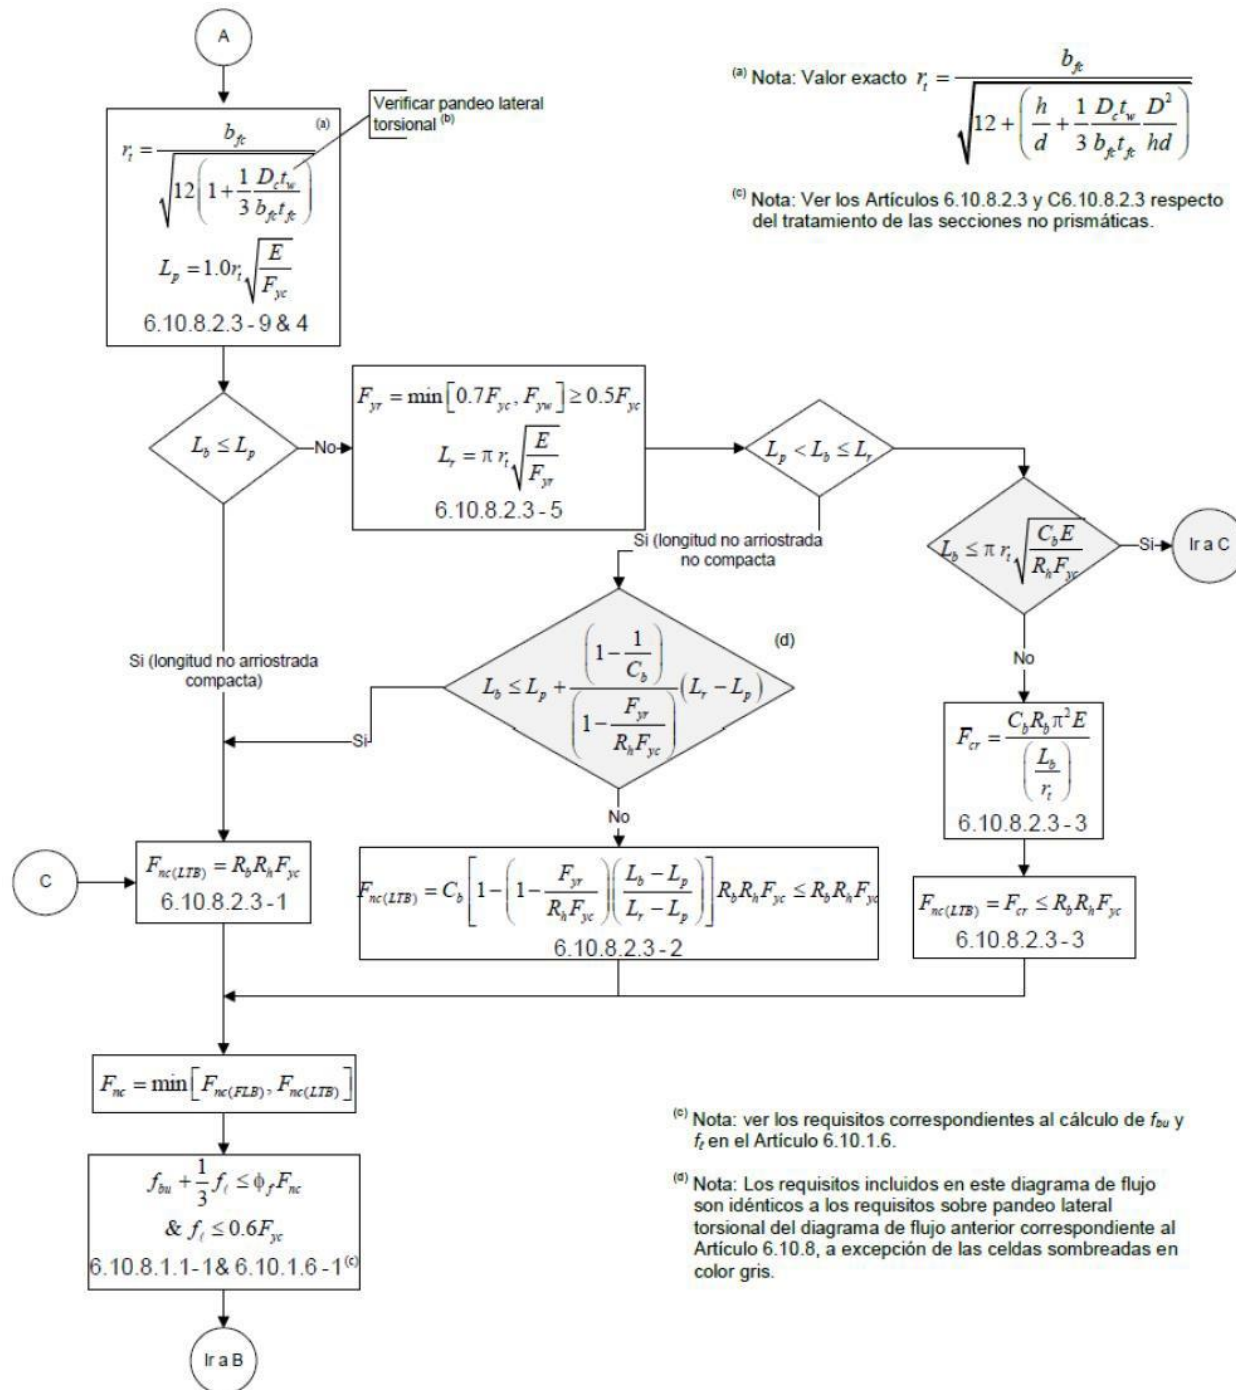 A
(a) Nota: Valor exacto r_t = b_fc / √(12 + (h/d + (1/3) (D_c t_w / b_fc t_fc) (D² / hd)))
(c) Nota: Ver los Artículos 6.10.8.2.3 y C6.10.8.2.3 respecto
del tratamiento de las secciones no prismáticas.
Verificar pandeo lateral
torsional (b)
r_t = b_fc / √(12(1 + (1/3) (D_c t_w / b_fc t_fc))) (a)
L_p = 1.0r_t √(E / F_yc)
6.10.8.2.3 - 9 & 4
L_b ≤ L_p
No
F_yr = min[0.7F_yc, F_yw] ≥ 0.5F_yc
L_r = π r_t √(E / F_yr)
6.10.8.2.3 - 5
L_p < L_b ≤ L_r
L_b ≤ π r_t √(C_b E / R_h F_yc)
Si
Ir a C
Si (longitud no arriostrada
no compacta
No
Si (longitud no arriostrada
compacta)
L_b ≤ L_p + ((1 - 1/C_b) / (1 - F_yr / R_h F_yc)) (L_r - L_p)
(d)
Si
No
F_cr = C_b R_b π² E / (L_b / r_t)
6.10.8.2.3 - 3
C
F_nc(LTB) = R_b R_h F_yc
6.10.8.2.3 - 1
F_nc(LTB) = C_b [1 - (1 - F_yr / R_h F_yc)((L_b - L_p) / (L_r - L_p))] R_b R_h F_yc ≤ R_b R_h F_yc
6.10.8.2.3 - 2
F_nc(LTB) = F_cr ≤ R_b R_h F_yc
6.10.8.2.3 - 3
F_nc = min[F_nc(FLB), F_nc(LTB)]
f_bu + (1/3) f_ℓ ≤ ϕ_f F_nc
& f_ℓ ≤ 0.6F_yc
6.10.8.1.1-1& 6.10.1.6 -1(c)
Ir a B
(c) Nota: ver los requisitos correspondientes al cálculo de f_bu y
f_ℓ en el Artículo 6.10.1.6.
(d) Nota: Los requisitos incluidos en este diagrama de flujo
son idénticos a los requisitos sobre pandeo lateral
torsional del diagrama de flujo anterior correspondiente al
Artículo 6.10.8, a excepción de las celdas sombreadas en
color gris.